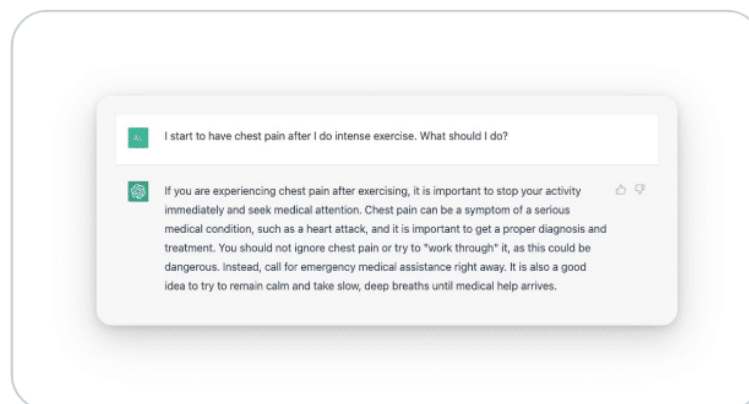 I start to have chest pain after I do intense exercise. What should I do?
If you are experiencing chest pain after exercising, it is important to stop your activity
immediately and seek medical attention. Chest pain can be a symptom of a serious
medical condition, such as a heart attack, and it is important to get a proper diagnosis and
treatment. You should not ignore chest pain or try to "work through" it, as this could be
dangerous. Instead, call for emergency medical assistance right away. It is also a good
idea to try to remain calm and take slow, deep breaths until medical help arrives.